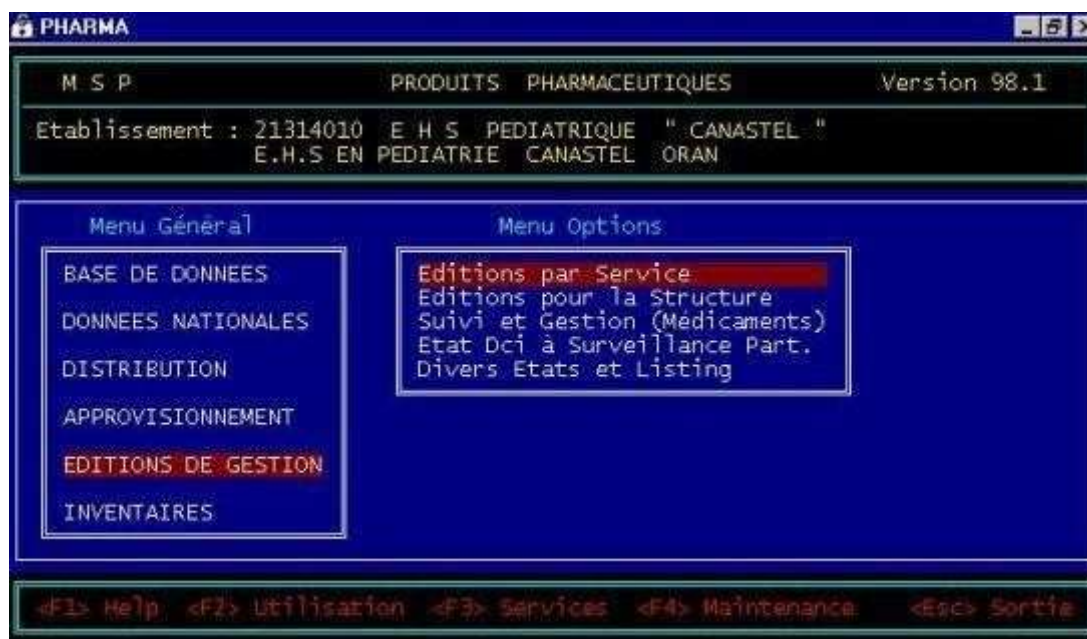 PHARMA
M S P PRODUITS PHARMACEUTIQUES Version 98.1
Etablissement : 21314010 E H S PEDIATRIQUE " CANASTEL "
E.H.S EN PEDIATRIE CANASTEL ORAN
Menu Général
BASE DE DONNEES
DONNEES NATIONALES
DISTRIBUTION
APPROVISIONNEMENT
EDITIONS DE GESTION
INVENTAIRES
Menu Options
Editions par Service
Editions pour la Structure
Suivi et Gestion (Médicaments)
Etat Dci à Surveillance Part.
Divers Etats et Listing
<F1> Help <F2> Utilisation <F3> Services <F4> Maintenance <Esc> Sortie